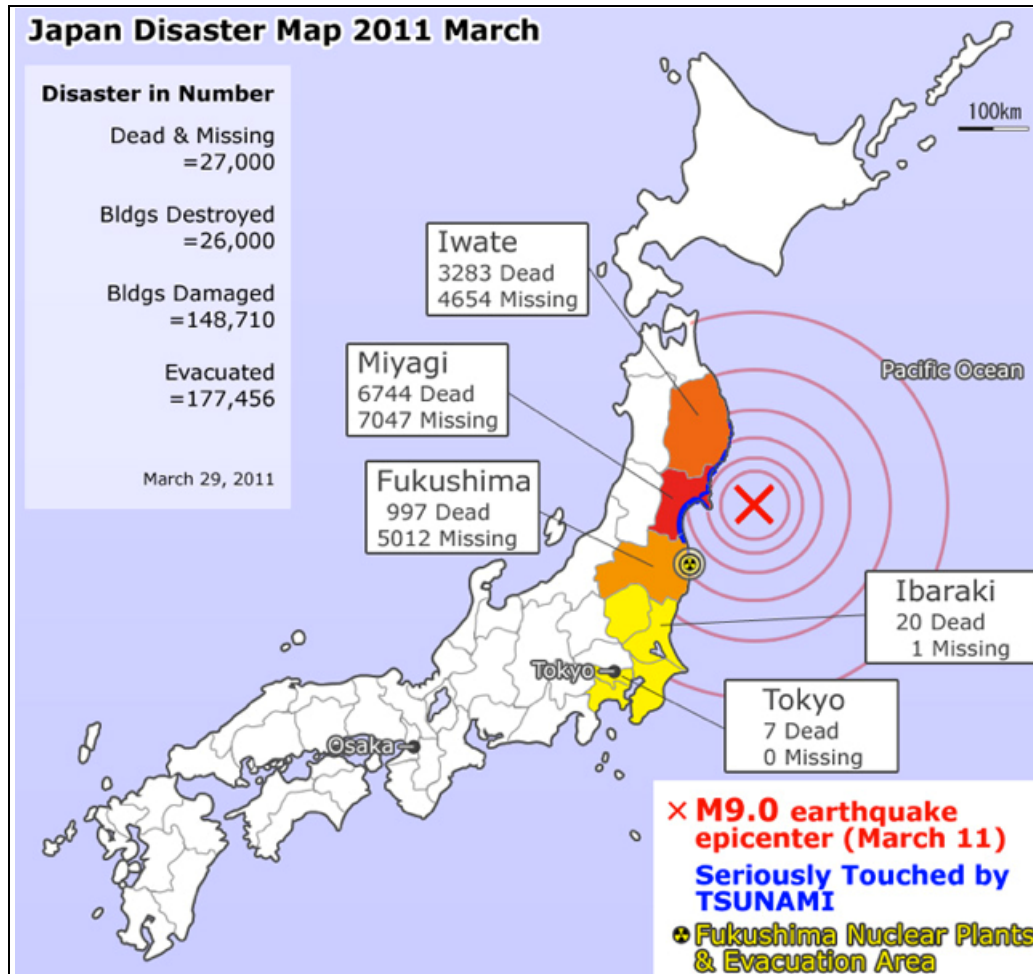 Japan Disaster Map 2011 March
Disaster in Number
Dead & Missing
=27,000
Bldgs Destroyed
=26,000
Bldgs Damaged
=148,710
Evacuated
=177,456
March 29, 2011
100km
Iwate
3283 Dead
4654 Missing
Pacific Ocean
Miyagi
6744 Dead
7047 Missing
Fukushima
997 Dead
5012 Missing
Ibaraki
20 Dead
1 Missing
Tokyo
Tokyo
7 Dead
0 Missing
Osaka
M9.0 earthquake
epicenter (March 11)
Seriously Touched by
TSUNAMI
Fukushima Nuclear Plants
& Evacuation Area